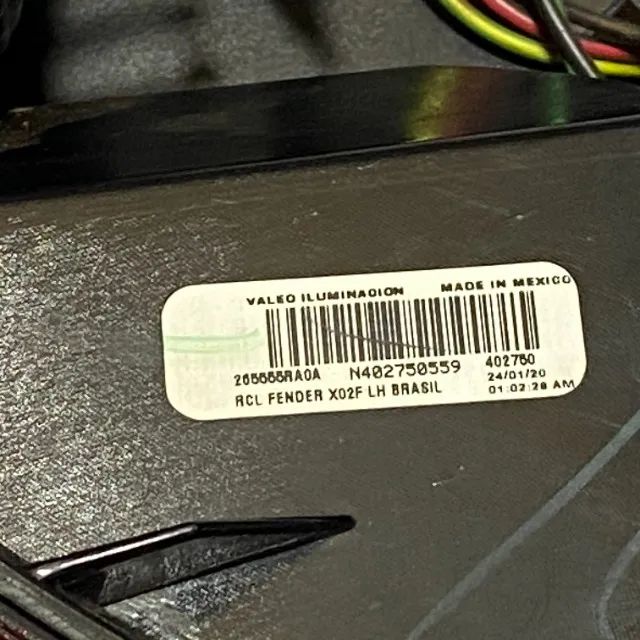 VALEO ILUMINACION MADE IN MEXICO
265555RA0A N402750559 402750
24/01/20
RCL FENDER X02F LH BRASIL 01:02:28 AM